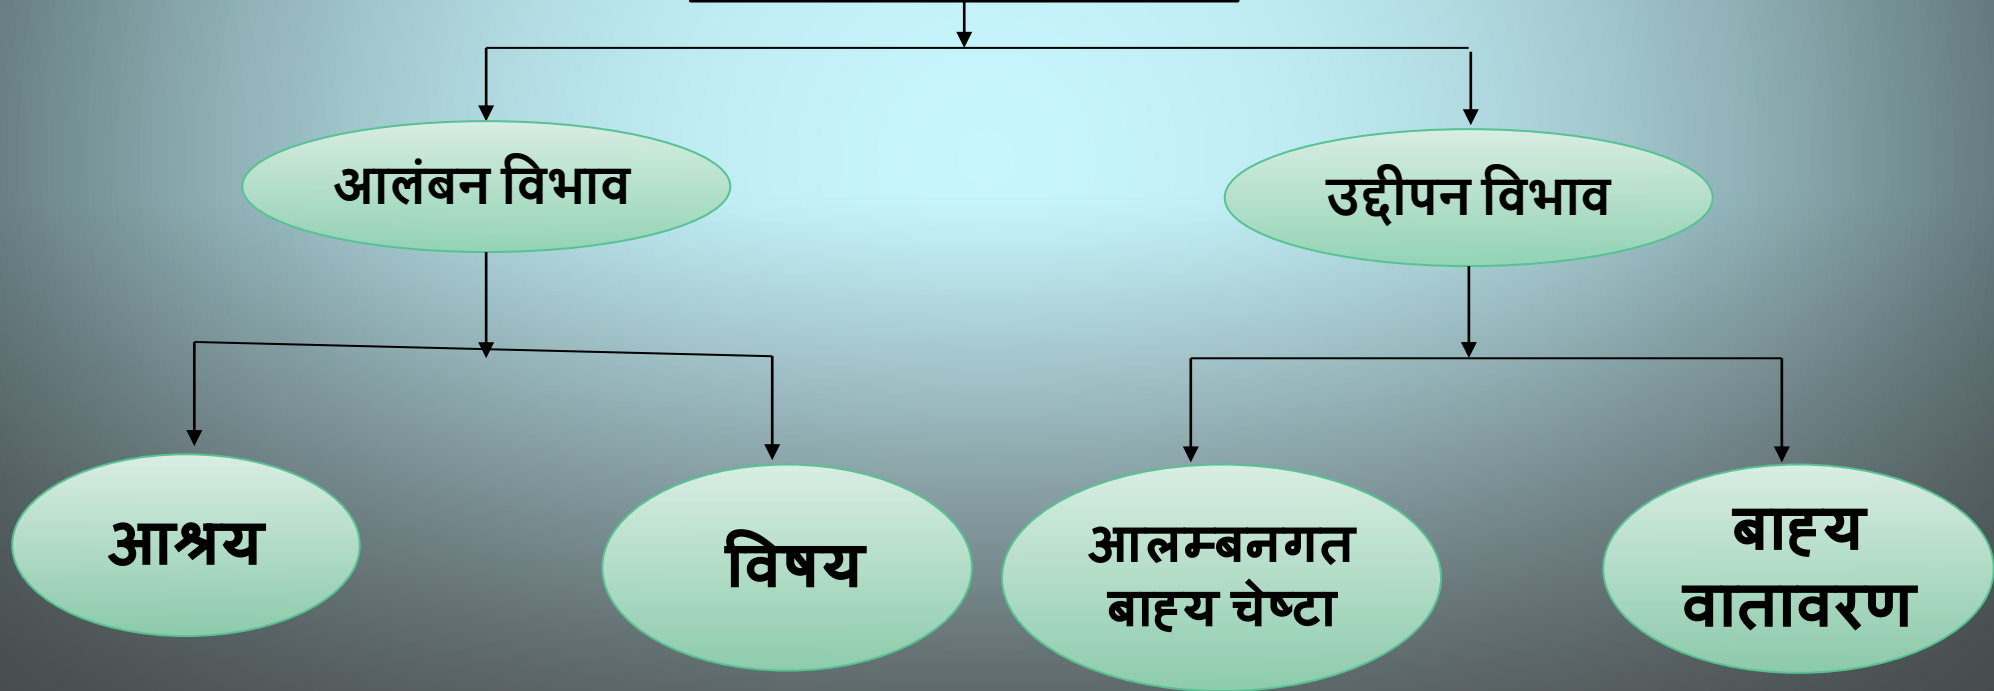 आलंबन विभाव
उद्दीपन विभाव
आश्रय
विषय
आलम्बनगत
बाह्य चेष्टा
बाह्य
वातावरण